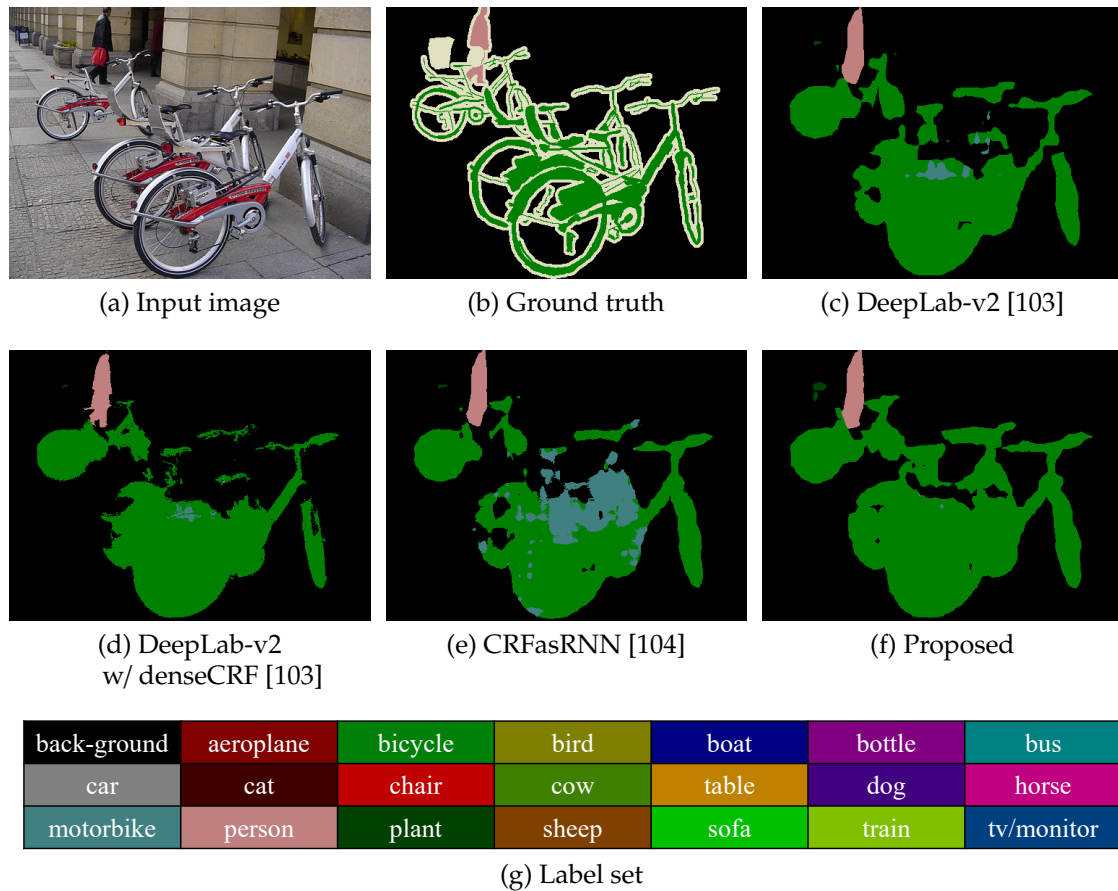 (a) Input image
(b) Ground truth
(c) DeepLab-v2 [103]
(d) DeepLab-v2
w/ denseCRF [103]
(e) CRFasRNN [104]
(f) Proposed
back-ground aeroplane bicycle bird boat bottle bus
car cat chair cow table dog horse
motorbike person plant sheep sofa train tv/monitor
(g) Label set